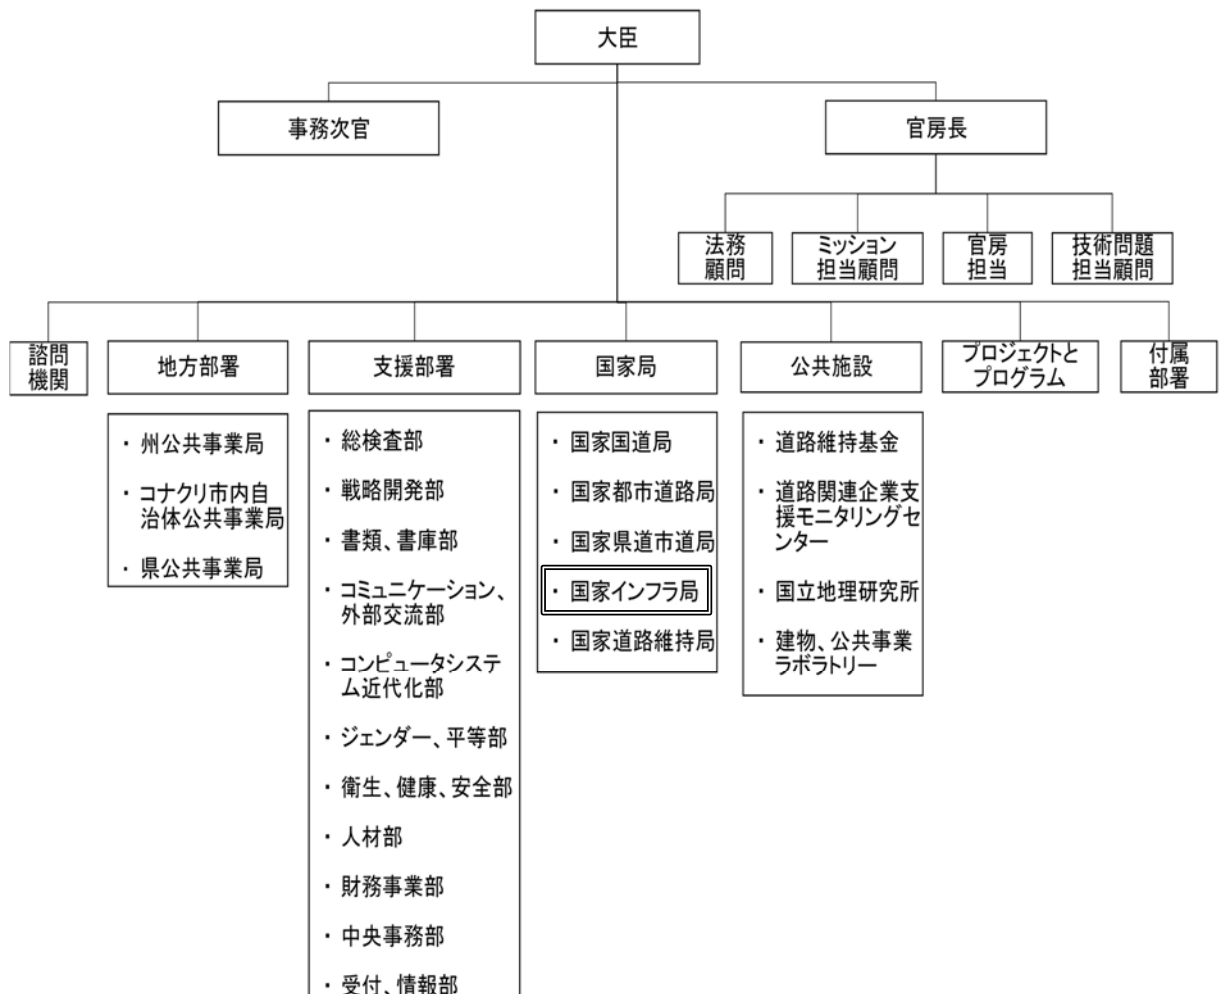 大臣
事務次官
官房長
法務
顧問
ミッション
担当顧問
官房
担当
技術問題
担当顧問
諮問
機関
地方部署
支援部署
国家局
公共施設
プロジェクトと
プログラム
付属
部署
・州公共事業局
・コナクリ市内自
治体公共事業局
・県公共事業局
・総検査部
・戦略開発部
・書類、書庫部
・コミュニケーション、
外部交流部
・コンピュータシステ
ム近代化部
・ジェンダー、平等部
・衛生、健康、安全部
・人材部
・財務事業部
・中央事務部
・受付、情報部
・国家国道局
・国家都市道路局
・国家県道市道局
・国家インフラ局
・国家道路維持局
・道路維持基金
・道路関連企業支
援モニタリングセ
ンター
・国立地理研究所
・建物、公共事業
ラボラトリー